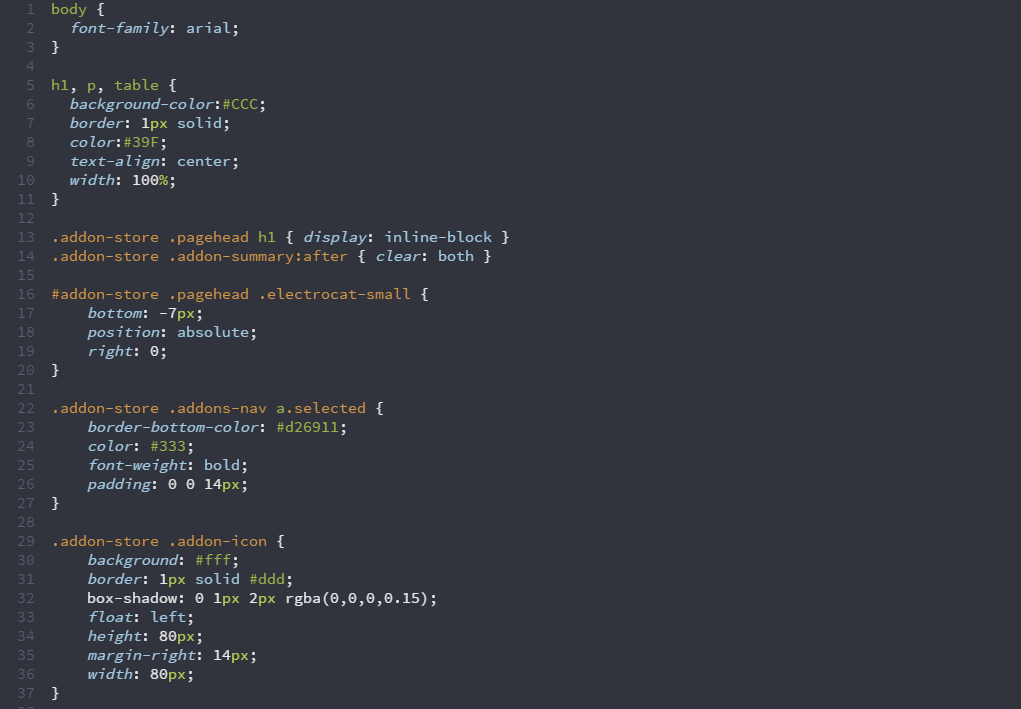 1 body {
2   font-family: arial;
3 }
4
5 h1, p, table {
6   background-color:#CCC;
7   border: 1px solid;
8   color:#39F;
9   text-align: center;
10   width: 100%;
11 }
12
13 .addon-store .pagehead h1 { display: inline-block }
14 .addon-store .addon-summary:after { clear: both }
15
16 #addon-store .pagehead .electrocat-small {
17     bottom: -7px;
18     position: absolute;
19     right: 0;
20 }
21
22 .addon-store .addons-nav a.selected {
23     border-bottom-color: #d26911;
24     color: #333;
25     font-weight: bold;
26     padding: 0 0 14px;
27 }
28
29 .addon-store .addon-icon {
30     background: #fff;
31     border: 1px solid #ddd;
32     box-shadow: 0 1px 2px rgba(0,0,0,0.15);
33     float: left;
34     height: 80px;
35     margin-right: 14px;
36     width: 80px;
37 }